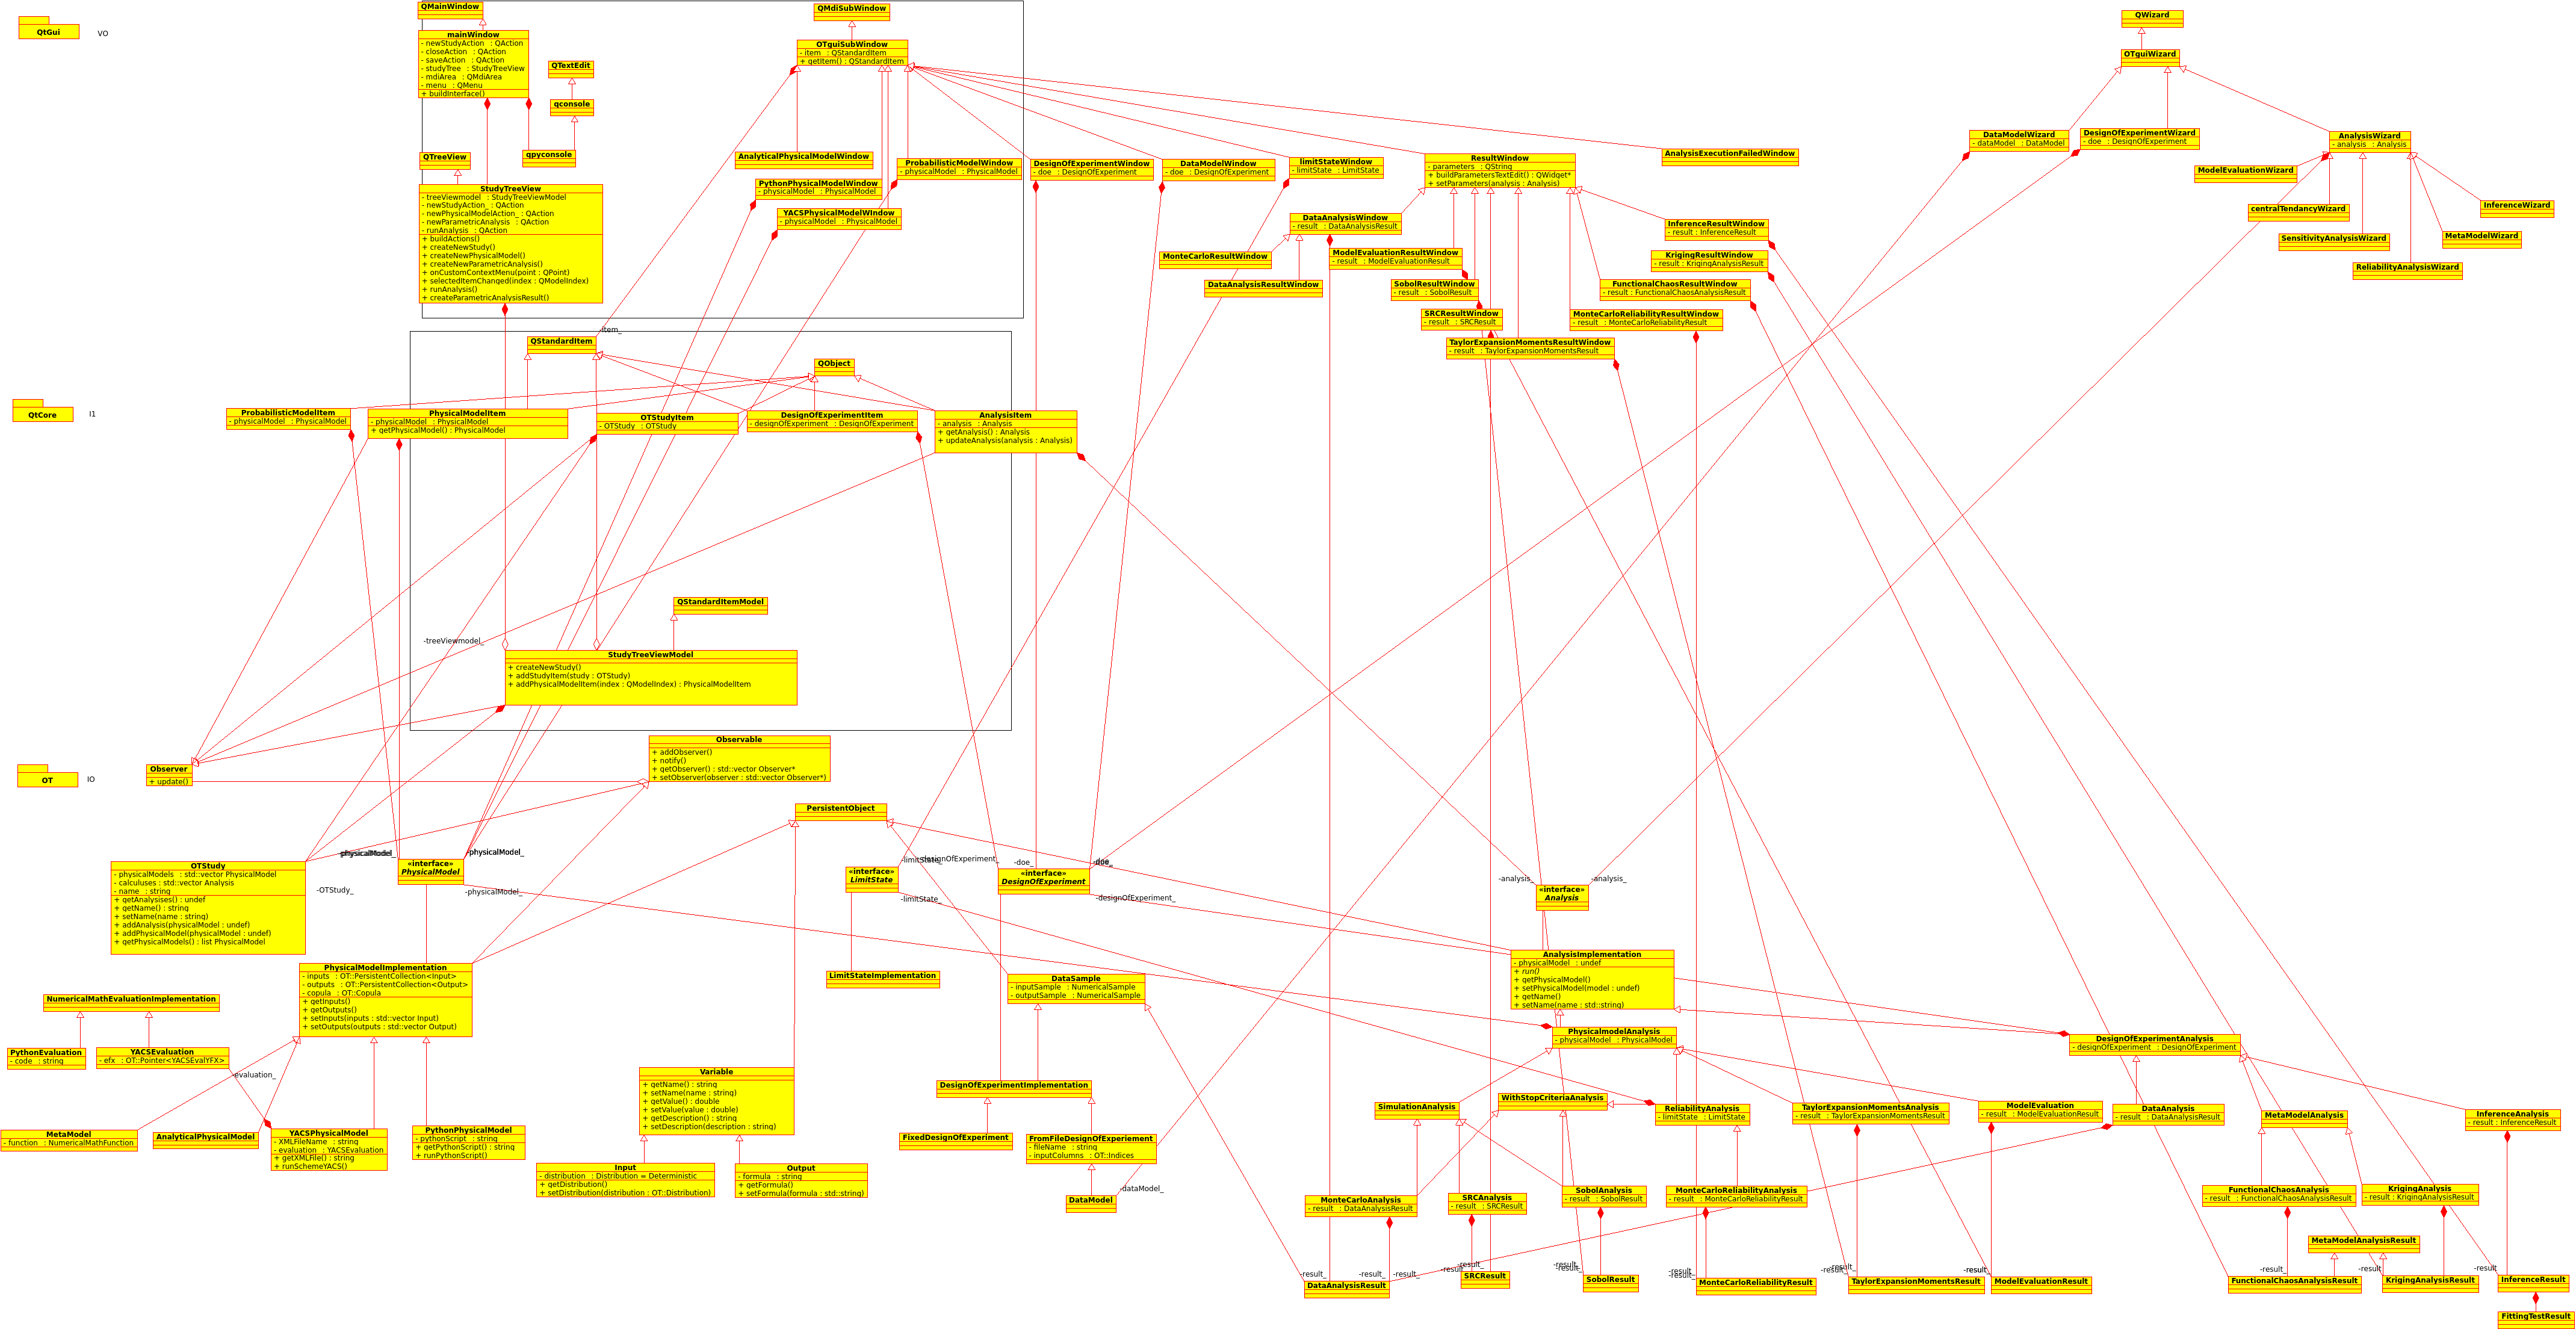 QtGui
VO
QMainWindow
mainWindow
- newStudyAction : QAction
- closeAction : QAction
- saveAction : QAction
- studyTree : StudyTreeView
- mdiArea : QMdiArea
- menu : QMenu
+ buildInterface()
QTextEdit
qconsole
qpyconsole
QTreeView
StudyTreeView
- treeViewmodel : StudyTreeViewModel
- newStudyAction_ : QAction
- newPhysicalModelAction_ : QAction
- newParametricAnalysis : QAction
- runAnalysis : QAction
+ buildActions()
+ createNewStudy()
+ createNewPhysicalModel()
+ createNewParametricAnalysis()
+ onCustomContextMenu(point : QPoint)
+ selectedItemChanged(index : QModelIndex)
+ runAnalysis()
+ createParametricAnalysisResult()
QMdiSubWindow
OTguiSubWindow
- item : QStandardItem
+ getItem() : QStandardItem
AnalyticalPhysicalModelWindow
PythonPhysicalModelWindow
- physicalModel : PhysicalModel
YACSPhysicalModelWIndow
- physicalModel : PhysicalModel
ProbabilisticModelWindow
- physicalModel : PhysicalModel
DesignOfExperimentWindow
- doe : DesignOfExperiment
DataModelWindow
- doe : DesignOfExperiment
limitStateWindow
- limitState : LimitState
ResultWindow
- parameters : QString
+ buildParametersTextEdit() : QWidget*
+ setParameters(analysis : Analysis)
AnalysisExecutionFailedWindow
DataAnalysisWindow
- result : DataAnalysisResult
MonteCarloResultWindow
DataAnalysisResultWindow
ModelEvaluationResultWindow
- result : ModelEvaluationResult
SobolResultWindow
- result : SobolResult
SRCResultWindow
- result : SRCResult
TaylorExpansionMomentsResultWindow
- result : TaylorExpansionMomentsResult
InferenceResultWindow
- result : InferenceResult
KrigingResultWindow
- result : KrigingAnalysisResult
FunctionalChaosResultWindow
- result : FunctionalChaosAnalysisResult
MonteCarloReliabilityResultWindow
- result : MonteCarloReliabilityResult
QWizard
OTguiWizard
DataModelWizard
- dataModel : DataModel
DesignOfExperimentWizard
- doe : DesignOfExperiment
AnalysisWizard
- analysis : Analysis
ModelEvaluationWizard
centralTendancyWizard
SensitivityAnalysisWizard
ReliabilityAnalysisWizard
MetaModelWizard
InferenceWizard
QtCore
I1
-item_
QStandardItem
QObject
ProbabilisticModelItem
- physicalModel : PhysicalModel
PhysicalModelItem
- physicalModel : PhysicalModel
+ getPhysicalModel() : PhysicalModel
OTStudyItem
- OTStudy : OTStudy
DesignOfExperimentItem
- designOfExperiment : DesignOfExperiment
AnalysisItem
- analysis : Analysis
+ getAnalysis() : Analysis
+ updateAnalysis(analysis : Analysis)
QStandardItemModel
-treeViewmodel_
StudyTreeViewModel
+ createNewStudy()
+ addStudyItem(study : OTStudy)
+ addPhysicalModelItem(index : QModelIndex) : PhysicalModelItem
OT
IO
Observer
+ update()
Observable
+ addObserver()
+ notify()
+ getObserver() : std::vector Observer*
+ setObserver(observer : std::vector Observer*)
PersistentObject
OTStudy
- physicalModels : std::vector PhysicalModel
- calculuses : std::vector Analysis
- name : string
+ getAnalysises() : undef
+ getName() : string
+ setName(name : string)
+ addAnalysis(physicalModel : undef)
+ addPhysicalModel(physicalModel : undef)
+ getPhysicalModels() : list PhysicalModel
-OTStudy_
-physicalModel_
«interface»
PhysicalModel
-physicalModel_
-physicalModel_
-limitState_
-designOfExperiment_
«interface»
LimitState
-limitState_
-doe_
-doe_
«interface»
DesignOfExperiment
-designOfExperiment_
-analysis_
-analysis_
«interface»
Analysis
PhysicalModelImplementation
- inputs : OT::PersistentCollection<Input>
- outputs : OT::PersistentCollection<Output>
- copula : OT::Copula
+ getInputs()
+ getOutputs()
+ setInputs(inputs : std::vector Input)
+ setOutputs(outputs : std::vector Output)
NumericalMathEvaluationImplementation
PythonEvaluation
- code : string
YACSEvaluation
- efx : OT::Pointer<YACSEvalYFX>
-evaluation_
MetaModel
- function : NumericalMathFunction
AnalyticalPhysicalModel
YACSPhysicalModel
- XMLFileName : string
- evaluation : YACSEvaluation
+ getXMLFile() : string
+ runSchemeYACS()
PythonPhysicalModel
- pythonScript : string
+ getPythonScript() : string
+ runPythonScript()
Variable
+ getName() : string
+ setName(name : string)
+ getValue() : double
+ setValue(value : double)
+ getDescription() : string
+ setDescription(description : string)
Input
- distribution : Distribution = Deterministic
+ getDistribution()
+ setDistribution(distribution : OT::Distribution)
Output
- formula : string
+ getFormula()
+ setFormula(formula : std::string)
LimitStateImplementation
DataSample
- inputSample : NumericalSample
- outputSample : NumericalSample
DesignOfExperimentImplementation
FixedDesignOfExperiment
FromFileDesignOfExperiement
- fileName : string
- inputColumns : OT::Indices
DataModel
-dataModel_
AnalysisImplementation
- physicalModel : undef
+ run()
+ getPhysicalModel()
+ setPhysicalModel(model : undef)
+ getName()
+ setName(name : std::string)
PhysicalmodelAnalysis
- physicalModel : PhysicalModel
DesignOfExperimentAnalysis
- designOfExperiment : DesignOfExperiment
SimulationAnalysis
WithStopCriteriaAnalysis
ReliabilityAnalysis
- limitState : LimitState
TaylorExpansionMomentsAnalysis
- result : TaylorExpansionMomentsResult
ModelEvaluation
- result : ModelEvaluationResult
DataAnalysis
- result : DataAnalysisResult
MetaModelAnalysis
InferenceAnalysis
- result : InferenceResult
MonteCarloAnalysis
- result : DataAnalysisResult
SRCAnalysis
- result : SRCResult
SobolAnalysis
- result : SobolResult
MonteCarloReliabilityAnalysis
- result : MonteCarloReliabilityResult
FunctionalChaosAnalysis
- result : FunctionalChaosAnalysisResult
KrigingAnalysis
- result : KrigingAnalysisResult
MetaModelAnalysisResult
-result_
-result_
-result_
-result_
-result_
-result_
-result_
-result_
-result_
-result_
-result_
DataAnalysisResult
SRCResult
SobolResult
MonteCarloReliabilityResult
TaylorExpansionMomentsResult
ModelEvaluationResult
FunctionalChaosAnalysisResult
KrigingAnalysisResult
InferenceResult
FittingTestResult